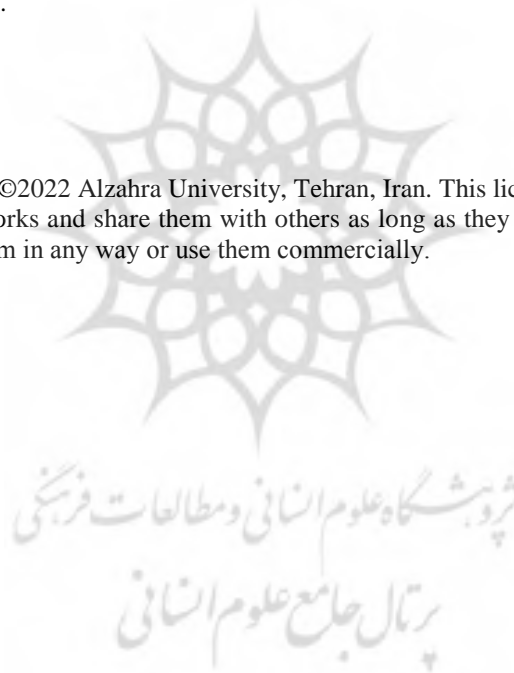 .
©2022 Alzahra University, Tehran, Iran. This lic
orks and share them with others as long as they
m in any way or use them commercially.
پژوهشگاه علوم انسانی و مطالعات فرهنگی
پرتال جامع علوم انسانی